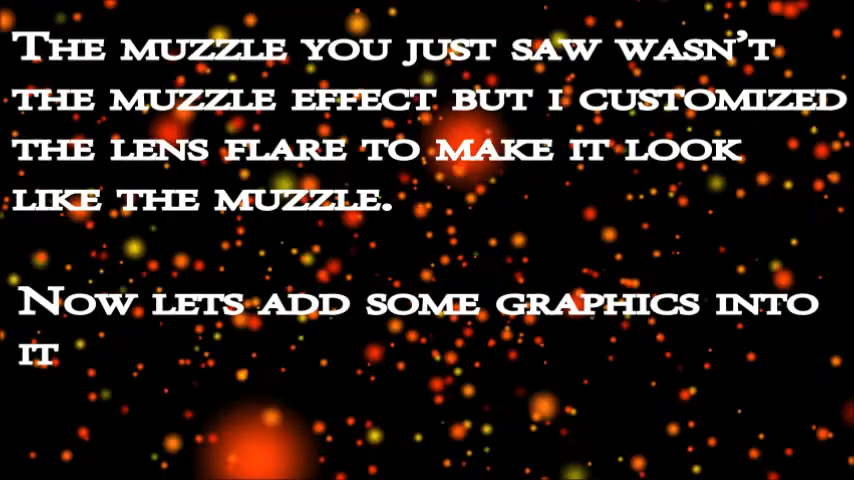 The muzzle you just saw wasn't
the muzzle effect but i customized
the lens flare to make it look
like the muzzle.
Now lets add some graphics into
it